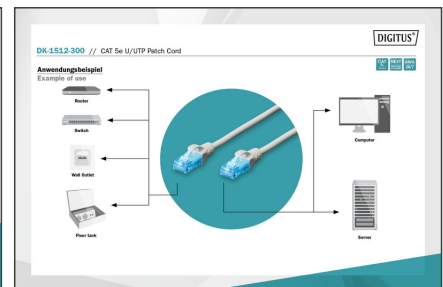 DIGITUS®
DK-1512-300 // CAT 5e U/UTP Patch Cord
Anwendungsbeispiel
Example of use
Router
Switch
Wall Outlet
Floor tank
Computer
Server